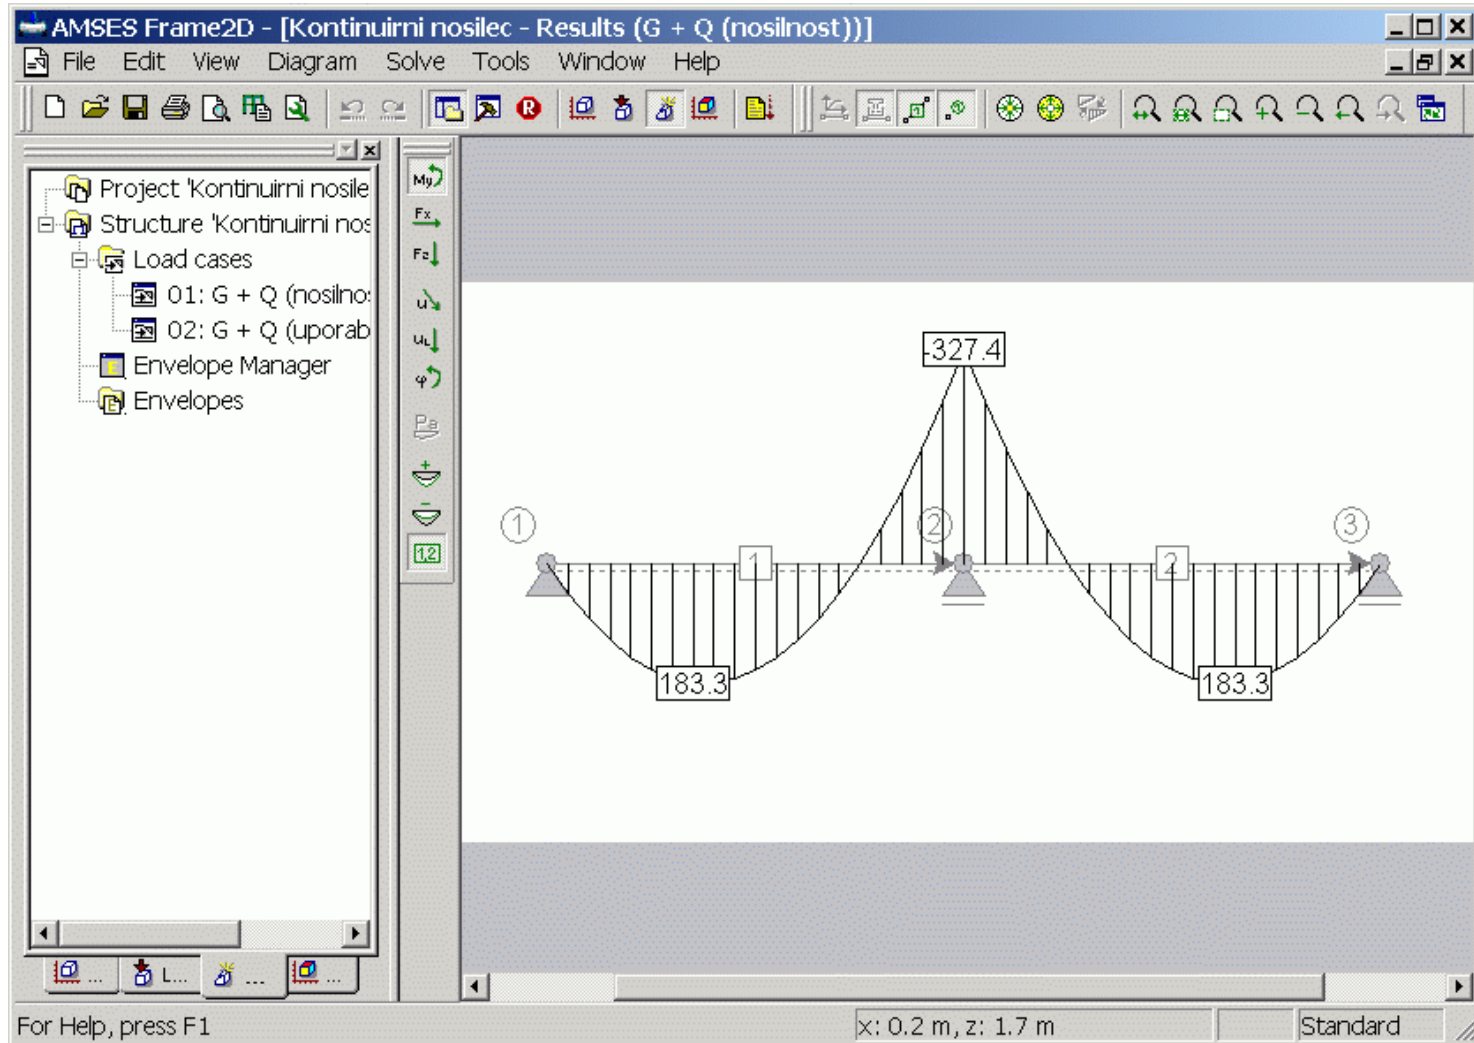 AMSES Frame2D - [Kontinuirni nosilec - Results (G + Q (nosilnost))]
File Edit View Diagram Solve Tools Window Help
Project 'Kontinuirni nosile
Structure 'Kontinuirni nos
Load cases
01: G + Q (nosilno
02: G + Q (uporab
Envelope Manager
Envelopes
My
Fx
Fz
u
uL
φ
Pa
1,2
-327.4
1 2 3
1 2
183.3 183.3
... L... ... ...
For Help, press F1 x: 0.2 m, z: 1.7 m Standard